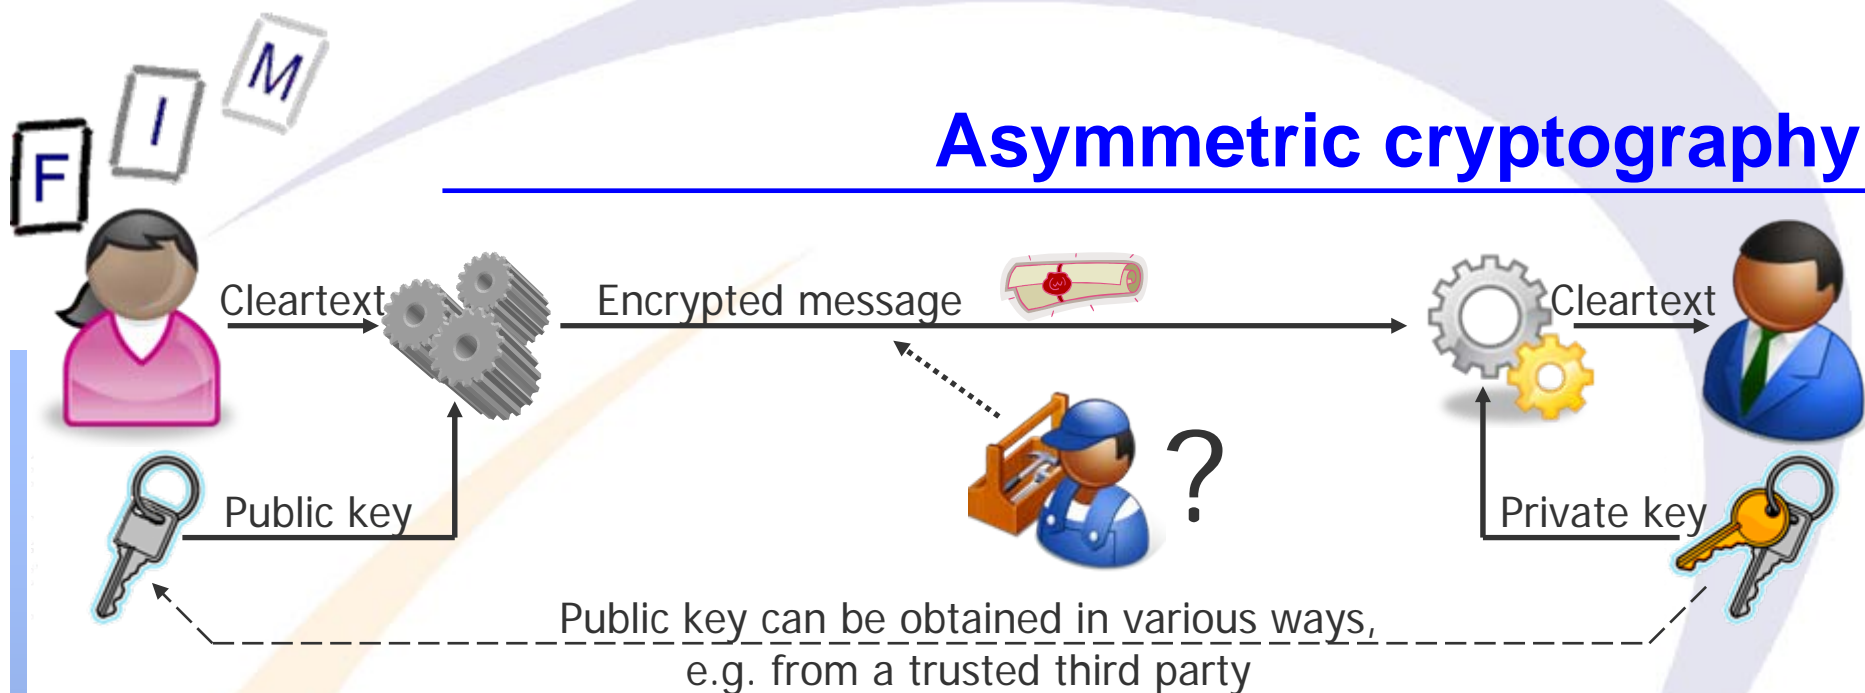 F I M
Asymmetric cryptography
Cleartext
Encrypted message
Cleartext
?
Public key
Private key
Public key can be obtained in various ways,
e.g. from a trusted third party